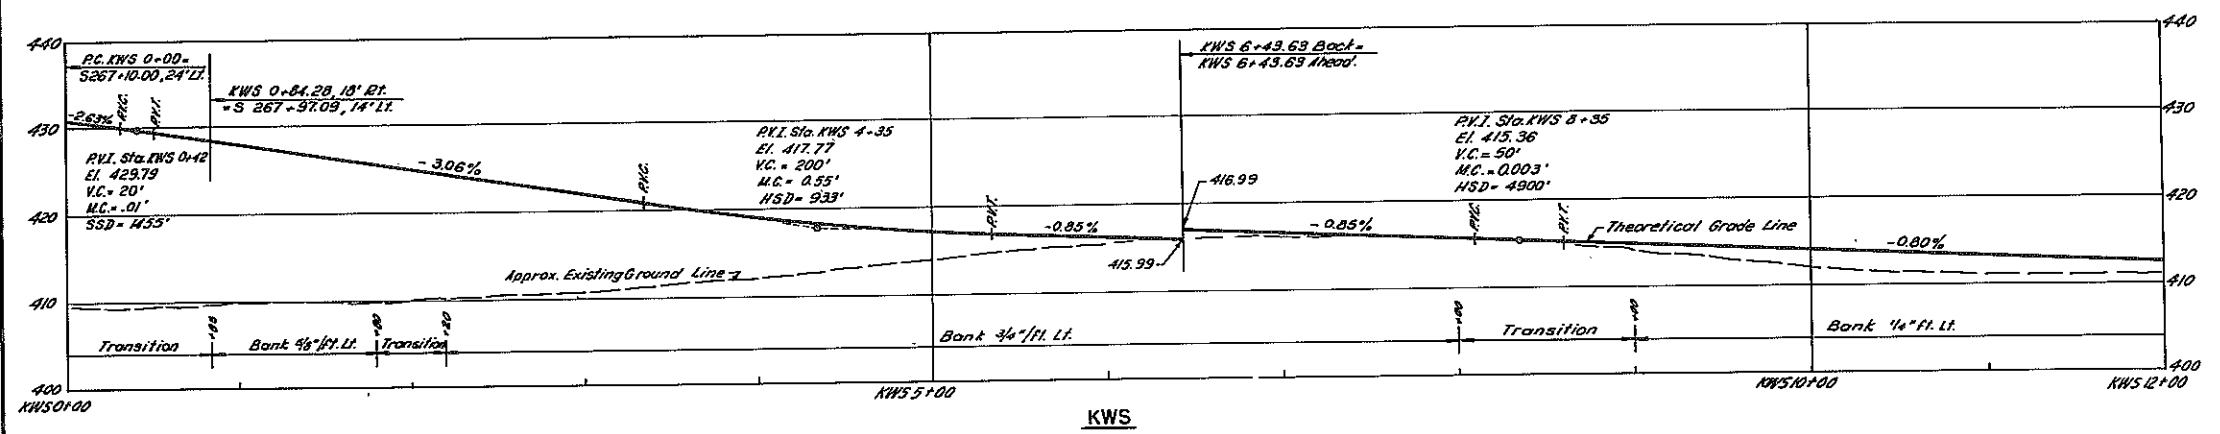 440
440
P.C. KWS 0+00=
S267+10.00, 24' Lt.
KWS 0+84.28, 18' Rt.
= S 267+97.09, 14' Lt.
KWS 6+43.63 Back=
KWS 6+43.63 Ahead.
-2.63%
P.V.C.
P.V.T.
430
430
P.V.I. Sta. KWS 0+42
El. 429.79
V.C.= 20'
M.C.= .01'
SSD= 1455'
- 3.06%
P.V.C.
P.V.I. Sta. KWS 4+35
El. 417.77
V.C. = 200'
M.C.= 0.55'
HSD= 933'
P.V.T.
-0.85%
416.99
415.99
- 0.85%
P.V.I. Sta. KWS 8+35
El. 415.36
V.C.= 50'
M.C.=0.003'
HSD= 4900'
P.V.C.
P.V.T.
Theoretical Grade Line
-0.80%
420
420
Approx. Existing Ground Line
410
410
Transition
+85
Bank 5/8"/ft. Lt.
+80
Transition
+20
Bank 3/4"/ft. Lt.
+00
Transition
+00
Bank 1/4" ft. Lt.
400
400
KWS 0+00
KWS 5+00
KWS 10+00
KWS 12+00
KWS